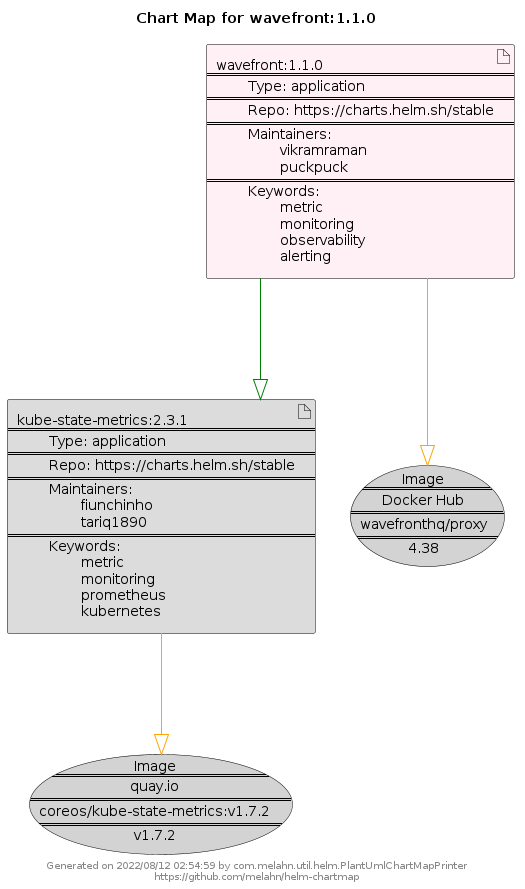 Chart Map for wavefront:1.1.0
wavefront:1.1.0
Type: application
Repo: https://charts.helm.sh/stable
Maintainers:
vikramraman
puckpuck
Keywords:
metric
monitoring
observability
alerting
kube-state-metrics:2.3.1
Type: application
Repo: https://charts.helm.sh/stable
Maintainers:
fiunchinho
tariq1890
Keywords:
metric
monitoring
prometheus
kubernetes
Image
Docker Hub
wavefronthq/proxy
4.38
Image
quay.io
coreos/kube-state-metrics:v1.7.2
v1.7.2
Generated on 2022/08/12 02:54:59 by com.melahn.util.helm.PlantUmlChartMapPrinter
https://github.com/melahn/helm-chartmap